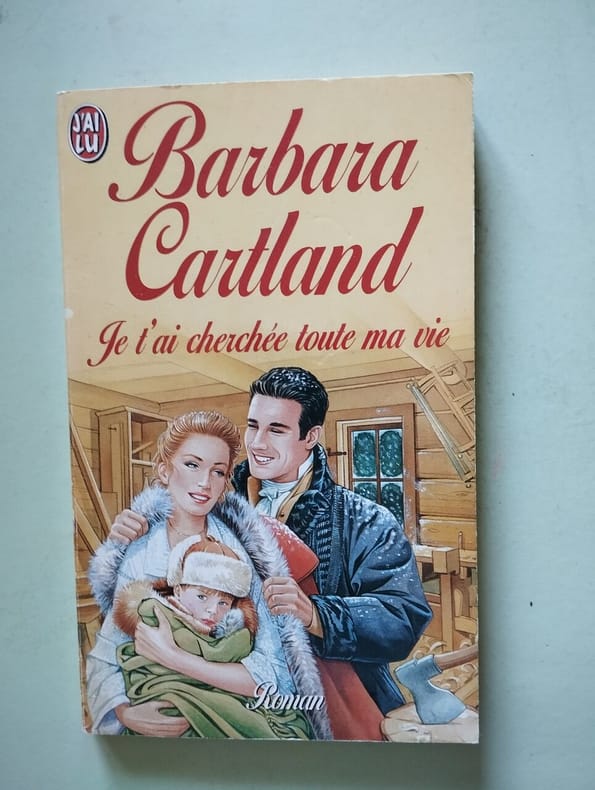 J'AI
LU
Barbara
Cartland
Je t'ai cherchée toute ma vie
Roman